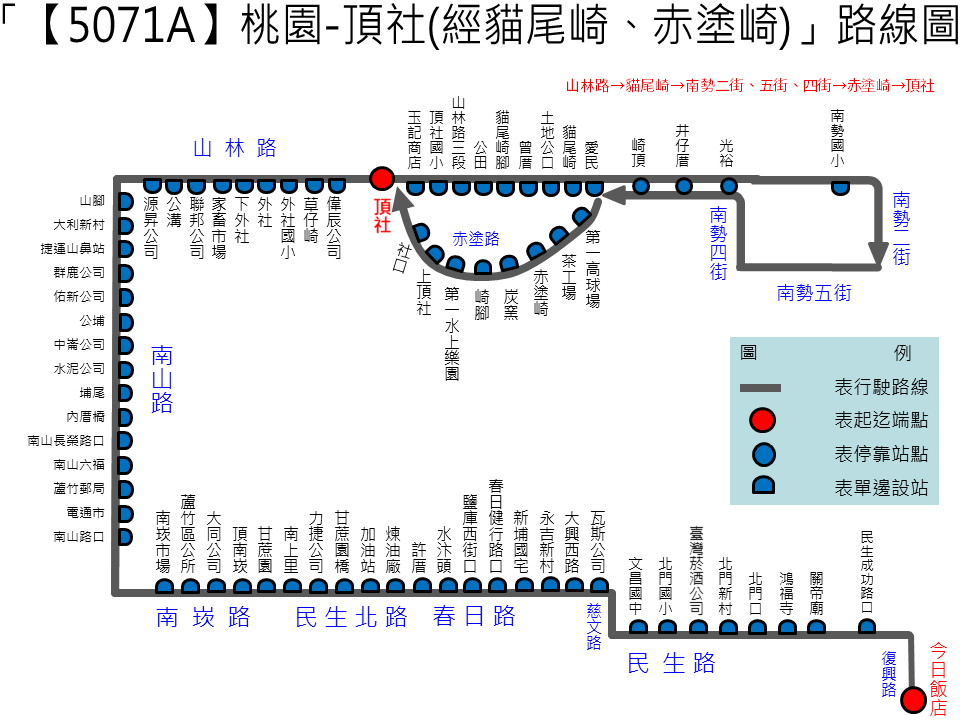 「【5071A】桃園-頂社(經貓尾崎、赤塗崎)」路線圖
山林路→貓尾崎→南勢二街、五街、四街→赤塗崎→頂社
山林路
玉記商店
頂社國小
山林路三段
公田
貓尾崎腳
曾厝
土地公口
貓尾崎
愛民
崎頂
井仔厝
光裕
南勢國小
頂社
源昇公司
公溝
聯邦公司
家畜市場
下外社
外社
外社國小
草仔崎
偉辰公司
南勢二街
南勢四街
南勢五街
赤塗路
社口
上頂社
第一水上樂園
崎腳
炭窯
赤塗崎
茶工場
第一高球場
山腳
大利新村
捷運山鼻站
群鹿公司
佑新公司
公埔
中崙公司
水泥公司
埔尾
內厝橋
南山長榮路口
南山六福
蘆竹郵局
電通市
南山路口
南山路
圖例
表行駛路線
表起迄端點
表停靠站點
表單邊設站
南崁市場
蘆竹區公所
大同公司
頂南崁
甘蔗園
南上里
力捷公司
甘蔗園橋
加油站
煉油廠
許厝
水汴頭
鹽庫西街口
春日健行路口
新埔國宅
永吉新村
大興西路
瓦斯公司
南崁路
民生北路
春日路
慈文路
文昌國中
北門國小
臺灣菸酒公司
北門新村
北門口
鴻福寺
關帝廟
民生成功路口
民生路
復興路
今日飯店